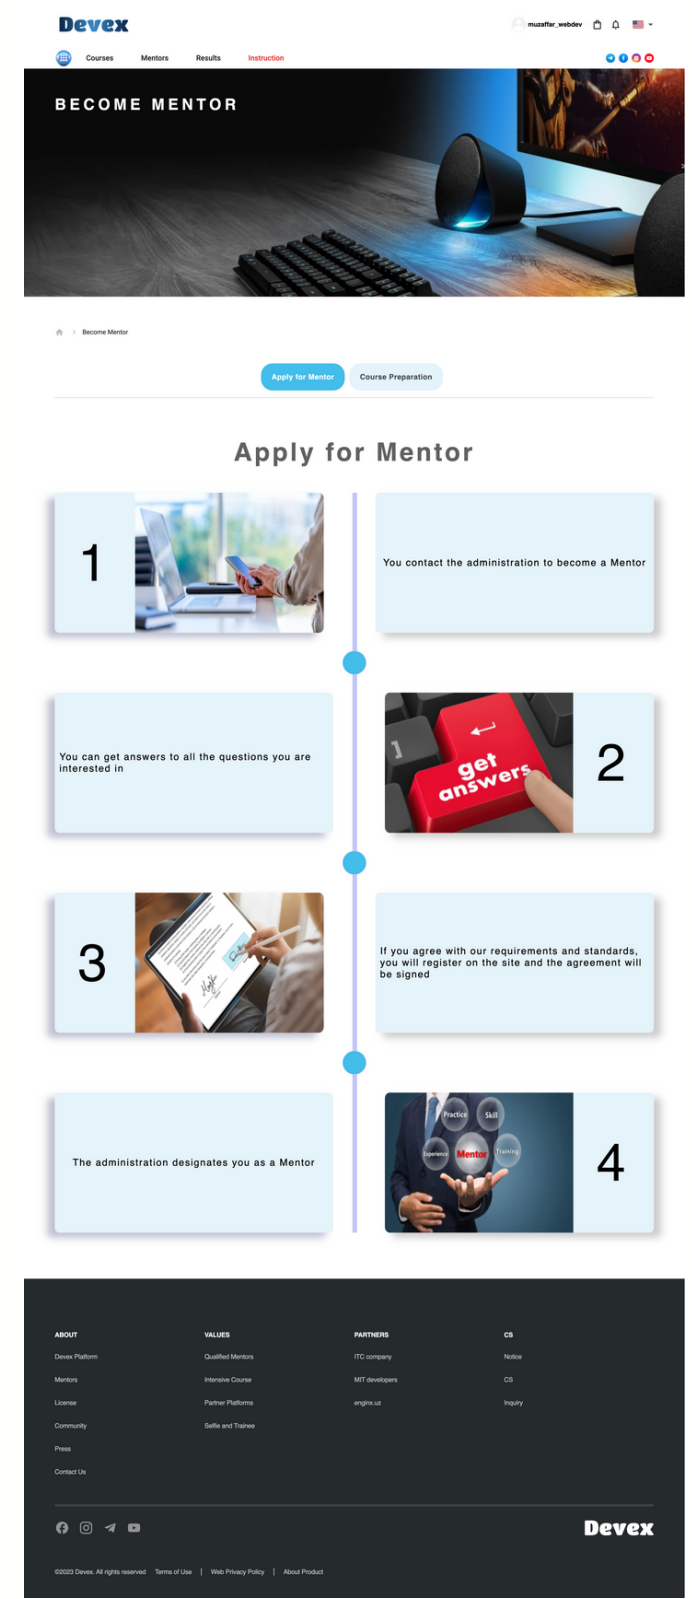 Devex
muzaffar_webdev
Courses Mentors Results Instruction
BECOME MENTOR
Become Mentor
Apply for Mentor Course Preparation
Apply for Mentor
1
You contact the administration to become a Mentor
You can get answers to all the questions you are
interested in
get
answers
2
3
If you agree with our requirements and standards,
you will register on the site and the agreement will
be signed
The administration designates you as a Mentor
Practice Skill
Experience Mentor Training
4
ABOUT VALUES PARTNERS CS
Devex Platform Qualified Mentors ITC company Notice
Mentors Intensive Course MIT developers CS
License Partner Platforms enginx.uz Inquiry
Community Selfie and Trainee
Press
Contact Us
Devex
©2023 Devex. All rights reserved Terms of Use | Web Privacy Policy | About Product